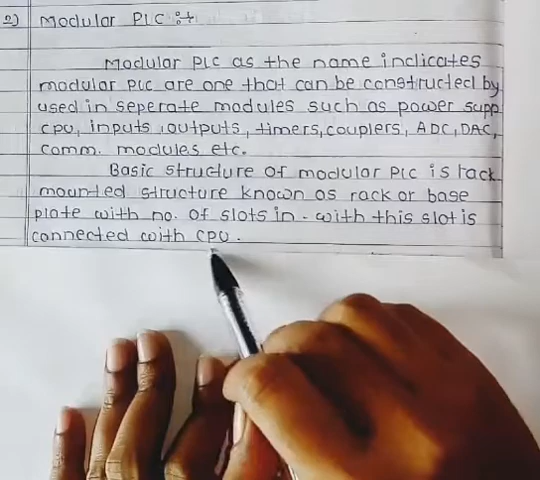 2) Modular PLC :+
Modular PLC as the name indicates
modular PLC are one that can be constructed by
used in seperate modules such as power supp
CPU, inputs, outputs, timers, couplers, ADC, DAC,
comm. modules etc.
Basic structure of modular PLC is rack
mounted structure known as rack or base
plate with no. of slots in. with this slot is
connected with CPU.